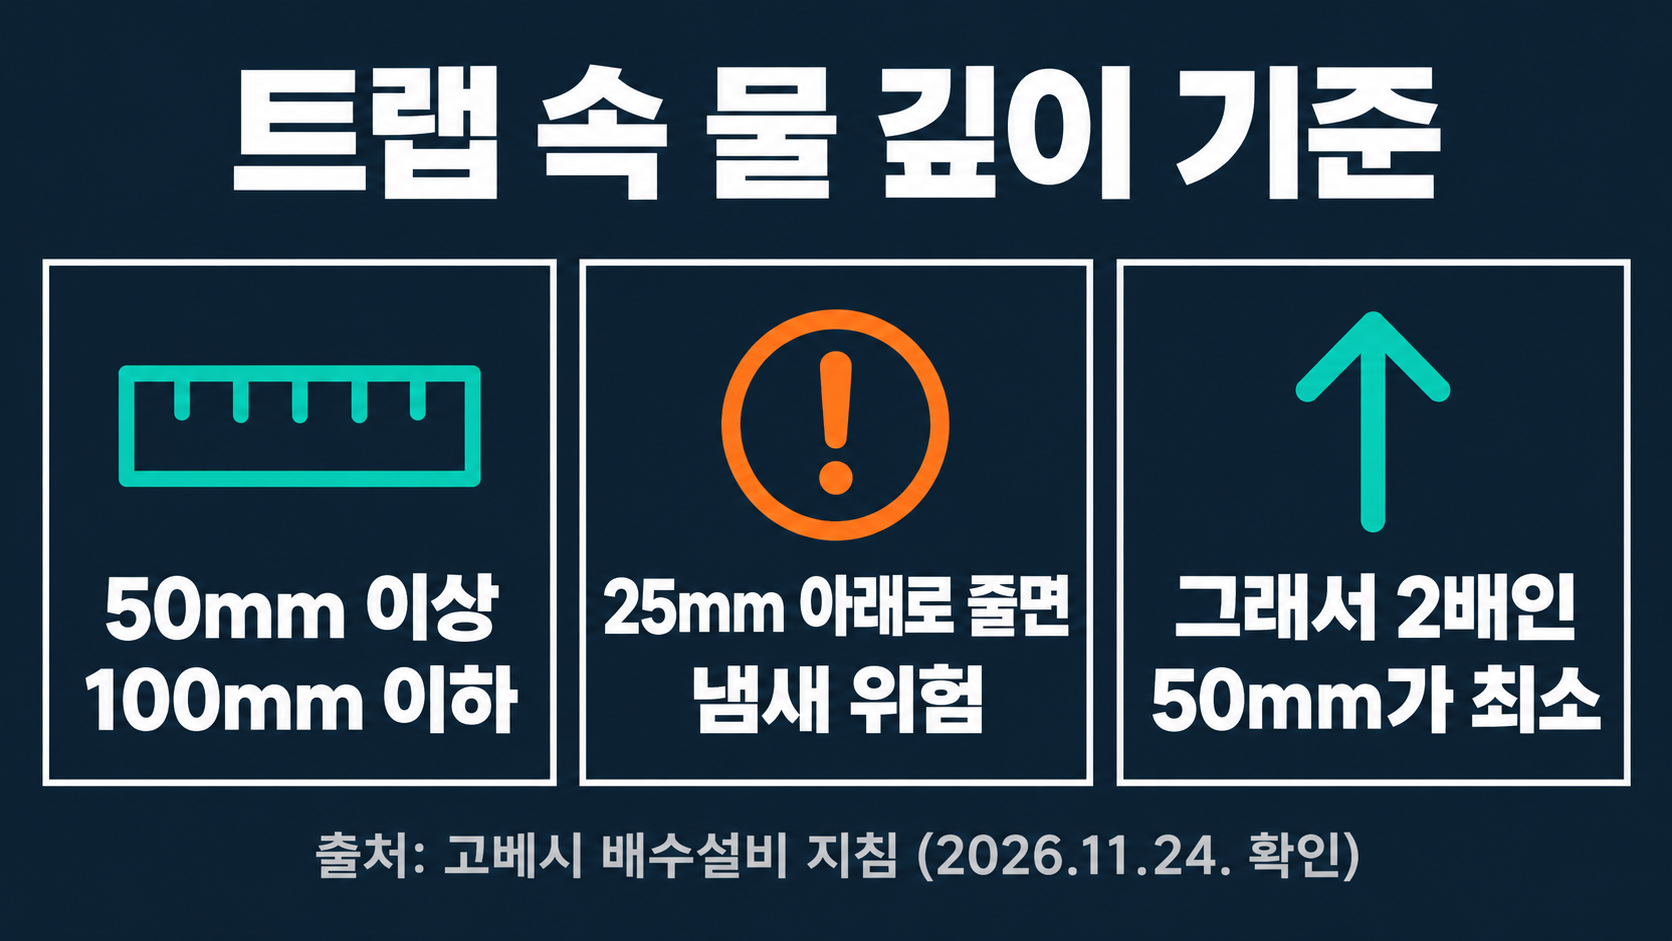 트랩 속 물 깊이 기준
50mm 이상
100mm 이하
25mm 아래로 줄면
냄새 위험
그래서 2배인
50mm가 최소
출처: 고베시 배수설비 지침 (2026.11.24. 확인)